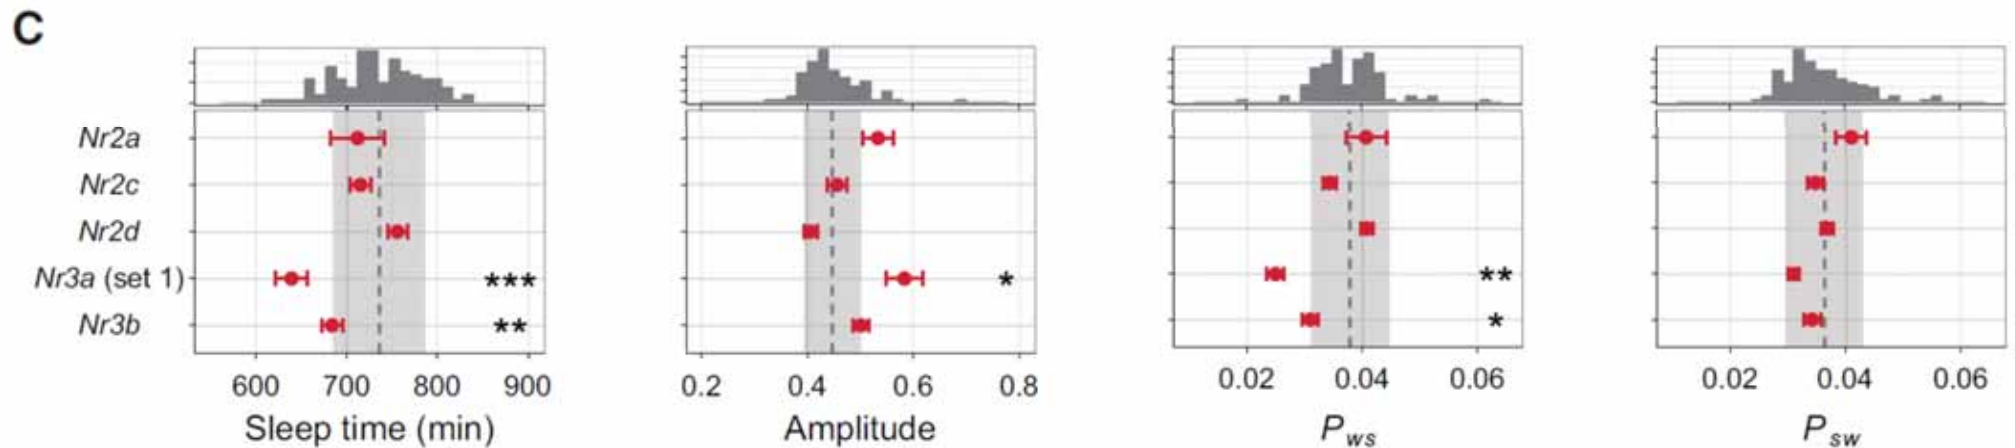 C
Nr2a
Nr2c
Nr2d
Nr3a (set 1)
Nr3b
*** * **
** *
600 700 800 900 0.2 0.4 0.6 0.8 0.02 0.04 0.06 0.02 0.04 0.06
Sleep time (min) Amplitude Pws Psw